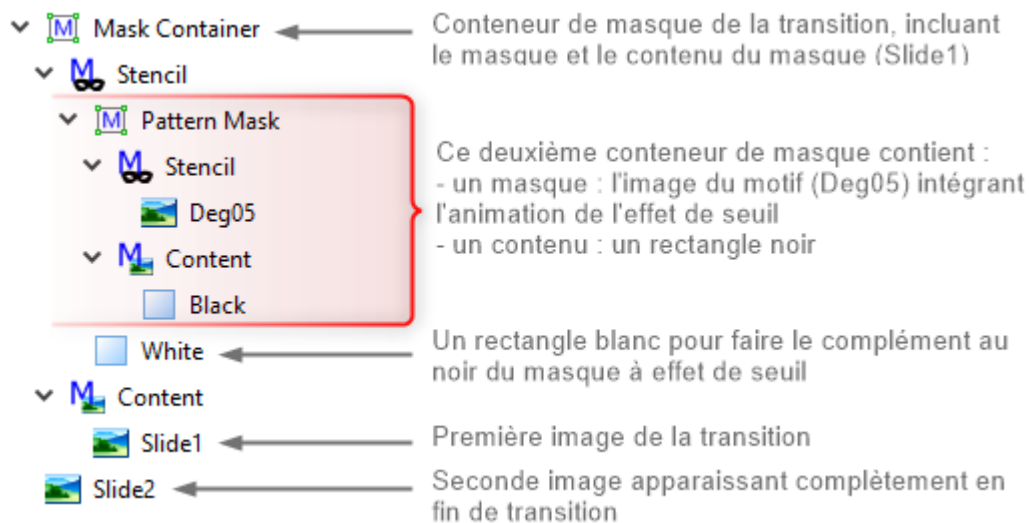 Mask Container
Conteneur de masque de la transition, incluant
le masque et le contenu du masque (Slide1)
Stencil
Pattern Mask
Stencil
Deg05
Content
Black
Ce deuxième conteneur de masque contient :
- un masque : l'image du motif (Deg05) intégrant
l'animation de l'effet de seuil
- un contenu : un rectangle noir
White
Un rectangle blanc pour faire le complément au
noir du masque à effet de seuil
Content
Slide1
Première image de la transition
Slide2
Seconde image apparaissant complètement en
fin de transition